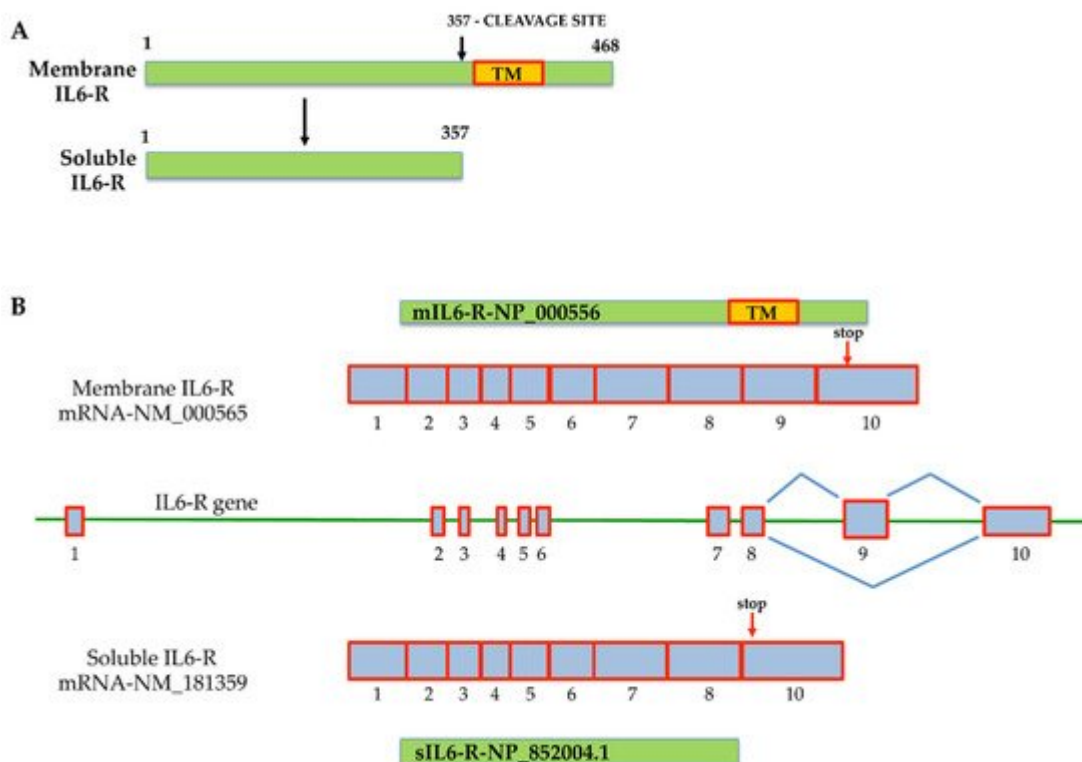 A
357 - CLEAVAGE SITE
1
468
Membrane
IL6-R
TM
1
357
Soluble
IL6-R
B
mIL6-R-NP_000556
TM
stop
Membrane IL6-R
mRNA-NM_000565
1 2 3 4 5 6 7 8 9 10
IL6-R gene
1 2 3 4 5 6 7 8 9 10
stop
Soluble IL6-R
mRNA-NM_181359
1 2 3 4 5 6 7 8 10
sIL6-R-NP_852004.1